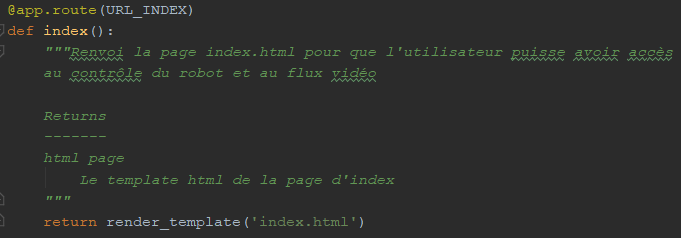 @app.route(URL_INDEX)
def index():
    """Renvoi la page index.html pour que l'utilisateur puisse avoir accès
    au contrôle du robot et au flux vidéo

    Returns
    -------
    html page
        Le template html de la page d'index
    """
    return render_template('index.html')